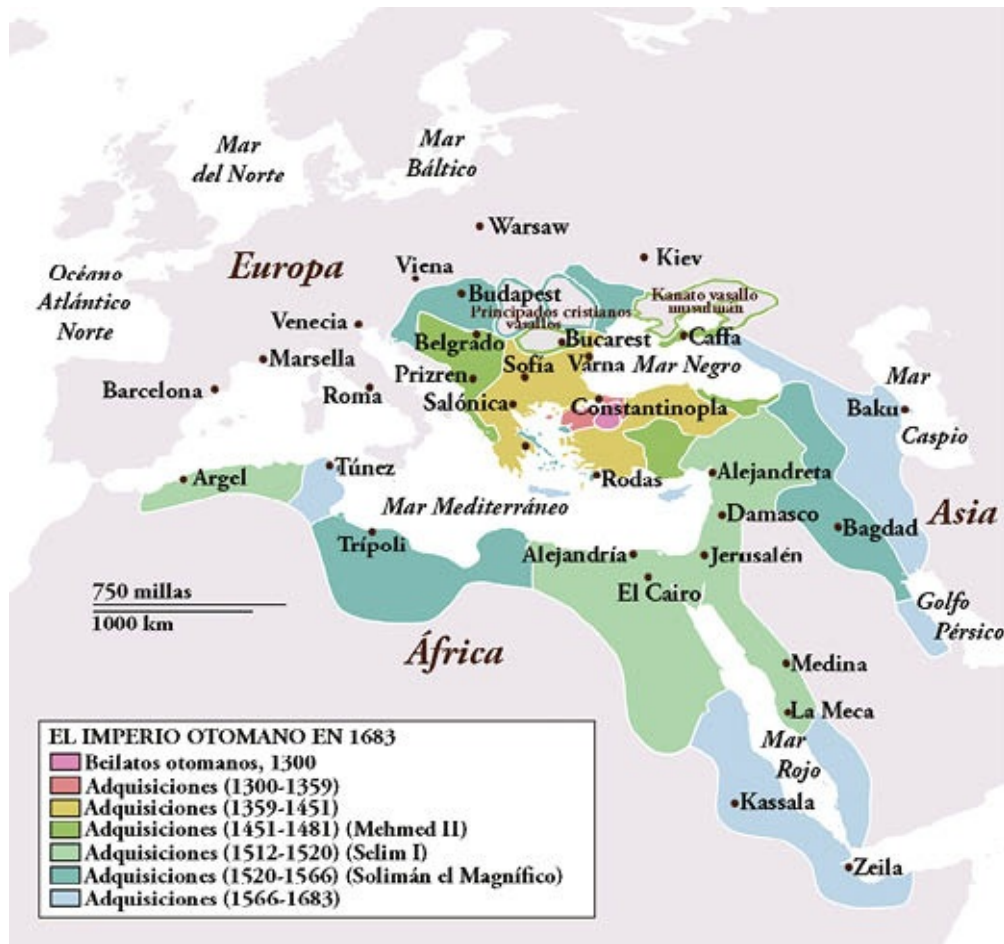 Mar
del Norte
Mar
Báltico
Warsaw
Kiev
Océano
Atlántico
Norte
Europa
Viena
Budapest
Principados cristianos
vasallos
Kanato vasallo
musulmán
Venecia
Belgrado
Bucarest
Caffa
Marsella
Prizren
Sofía
Varna
Mar Negro
Mar
Caspio
Barcelona
Roma
Salónica
Constantinopla
Baku
Argel
Túnez
Rodas
Alejandreta
Mar Mediterráneo
Damasco
Asia
Trípoli
Alejandría
Jerusalén
Bagdad
El Cairo
750 millas
1000 km
Golfo
Pérsico
África
Medina
La Meca
Mar
Rojo
Kassala
Zeila
EL IMPERIO OTOMANO EN 1683
Beilatos otomanos, 1300
Adquisiciones (1300-1359)
Adquisiciones (1359-1451)
Adquisiciones (1451-1481) (Mehmed II)
Adquisiciones (1512-1520) (Selim I)
Adquisiciones (1520-1566) (Solimán el Magnífico)
Adquisiciones (1566-1683)